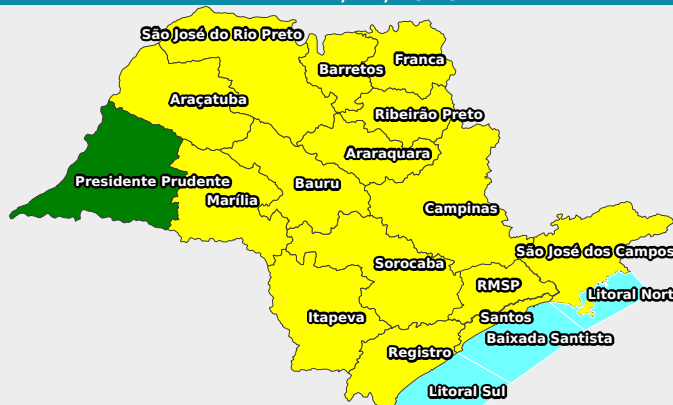 São José do Rio Preto
Franca
Barretos
Araçatuba
Ribeirão Preto
Araraquara
Presidente Prudente
Bauru
Marília
Campinas
São José dos Campos
Sorocaba
RMSP
Litoral Nort
Itapeva
Santos
Baixada Santista
Registro
Litoral Sul